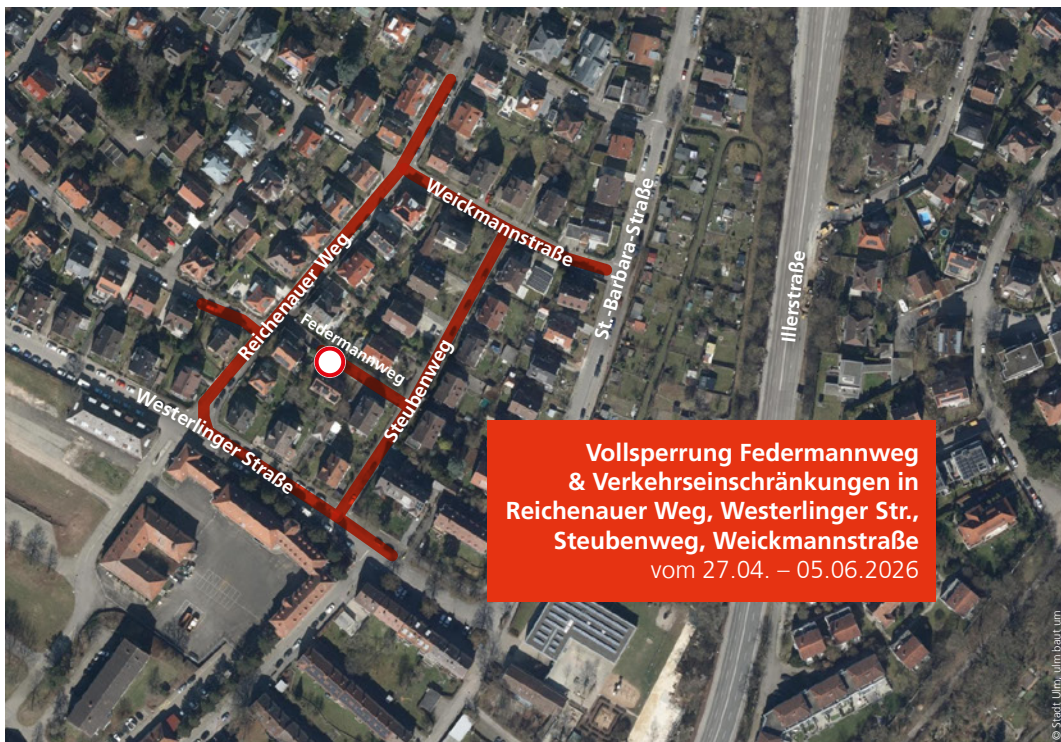 Weickmannstraße
St.-Barbara-Straße
Illerstraße
Reichenauer Weg
Federmannweg
Steubenweg
Westerlinger Straße
Vollsperrung Federmannweg
& Verkehrseinschränkungen in
Reichenauer Weg, Westerlinger Str.,
Steubenweg, Weickmannstraße
vom 27.04. – 05.06.2026
© Stadt Ulm, ulm baut um